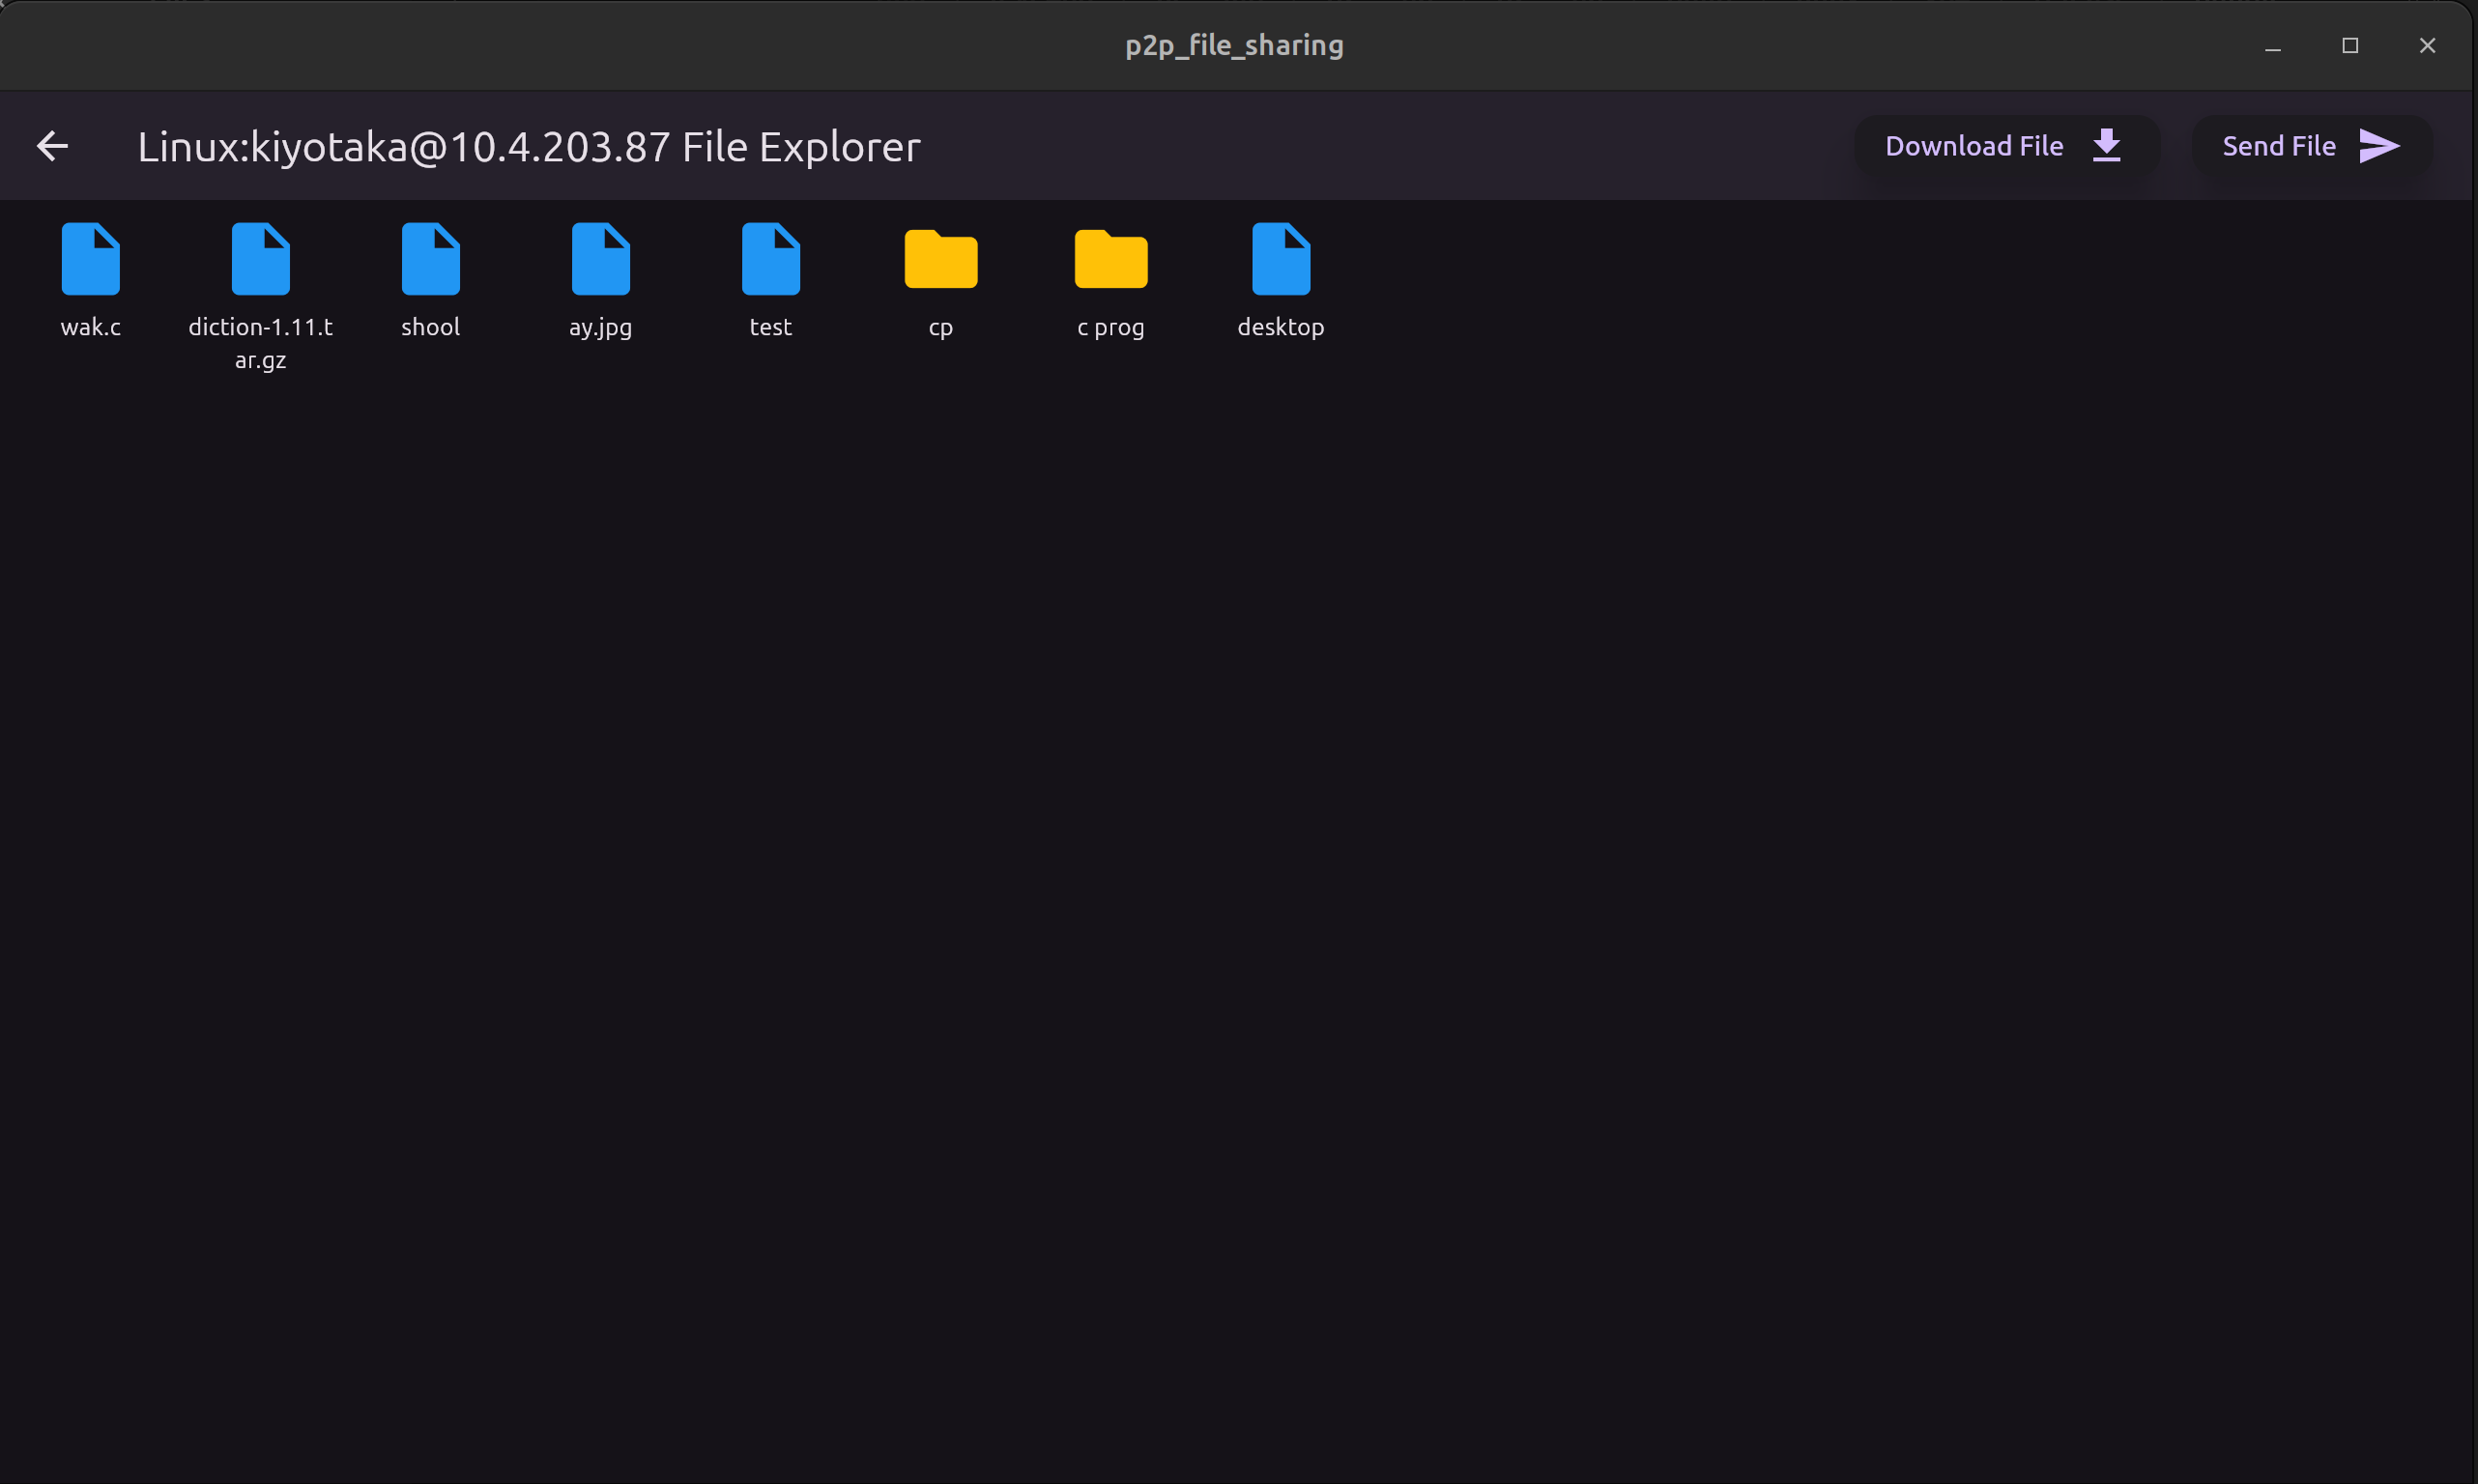 p2p_file_sharing
Linux:kiyotaka@10.4.203.87 File Explorer
Download File
Send File
wak.c
diction-1.11.t
ar.gz
shool
ay.jpg
test
cp
c prog
desktop